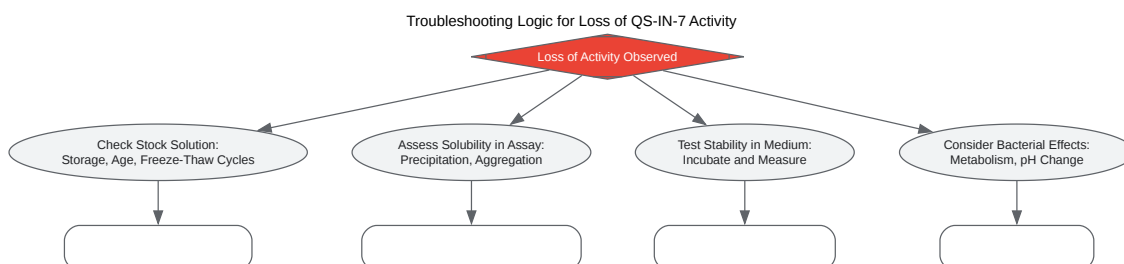 Troubleshooting Logic for Loss of QS-IN-7 Activity
Loss of Activity Observed
Check Stock Solution:
Storage, Age, Freeze-Thaw Cycles
Assess Solubility in Assay:
Precipitation, Aggregation
Test Stability in Medium:
Incubate and Measure
Consider Bacterial Effects:
Metabolism, pH Change